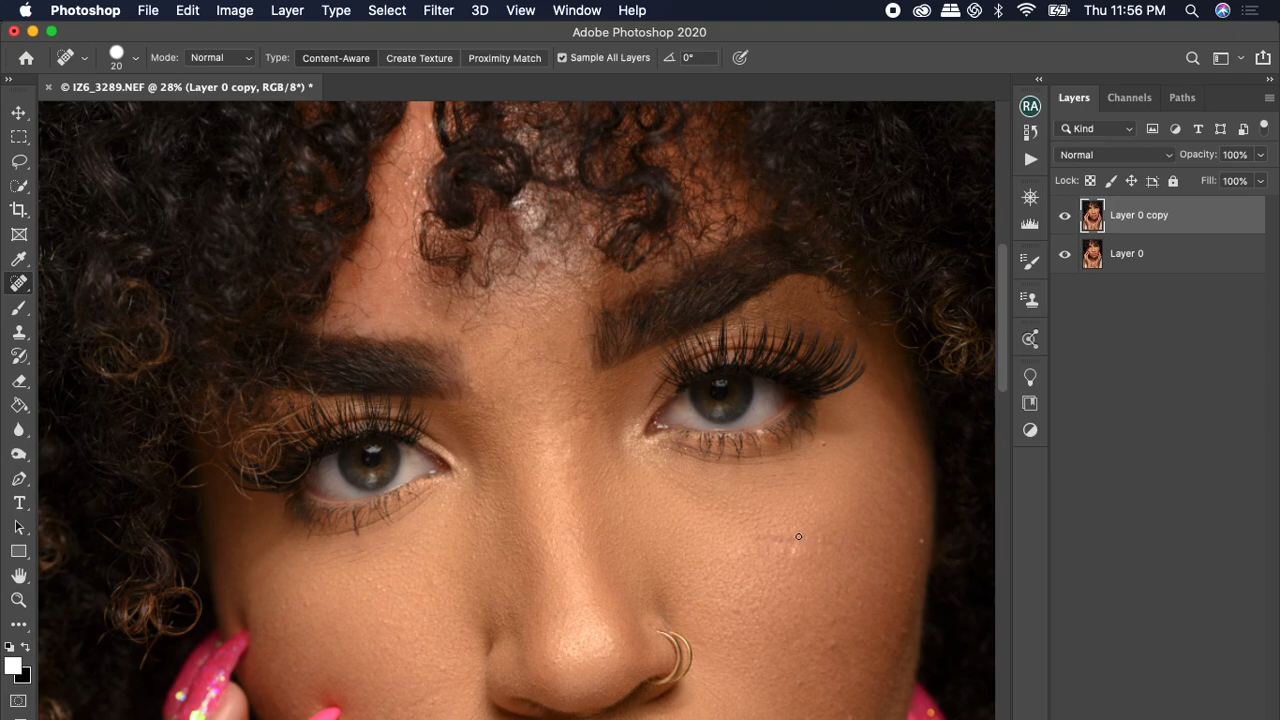 Photoshop File Edit Image Layer Type Select Filter 3D View Window Help Thu 11:56 PM
Adobe Photoshop 2020
20 Mode: Normal Type: Content-Aware Create Texture Proximity Match Sample All Layers 0°
© IZ6_3289.NEF @ 28% (Layer 0 copy, RGB/8*) *
Layers Channels Paths
RA Kind
Normal Opacity: 100%
Lock: Fill: 100%
Layer 0 copy
Layer 0